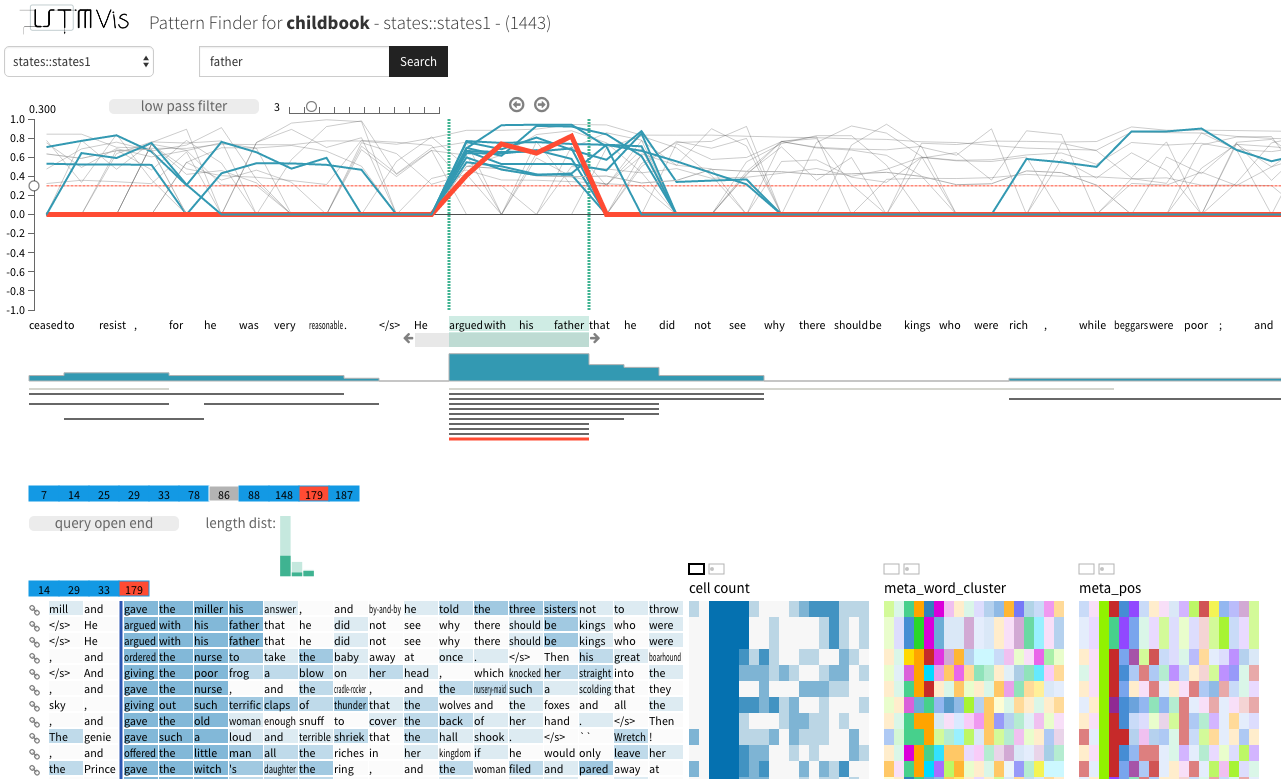 LSTMVis Pattern Finder for childbook - states::states1 - (1443)
states::states1 father Search
0.300 low pass filter 3
1.0
0.8
0.6
0.4
0.2
0.0
-0.2
-0.4
-0.6
-0.8
-1.0
ceased to resist , for he was very reasonable. </s> He argued with his father that he did not see why there should be kings who were rich , while beggars were poor ; and
7 14 25 29 33 78 86 88 148 179 187
query open end length dist:
14 29 33 179 cell count meta_word_cluster meta_pos
mill and gave the miller his answer , and by-and-by he told the three sisters not to throw
</s> He argued with his father that he did not see why there should be kings who were
</s> He argued with his father that he did not see why there should be kings who were
, and ordered the nurse to take the baby away at once . </s> Then his great boarhound
</s> And giving the poor frog a blow on her head , which knocked her straight into the
, and gave the nurse , and the cradle-rocker , and the nursery-maid such a scolding that they
sky , giving out such terrific claps of thunder that the wolves and the foxes and all the
, and gave the old woman enough snuff to cover the back of her hand . </s> Then
The genie gave such a loud and terrible shriek that the hall shook . </s> `` Wretch !
, and offered the little man all the riches in her kingdom if he would only leave her
the Prince gave the witch 's daughter the ring , and the woman filed and pared away at